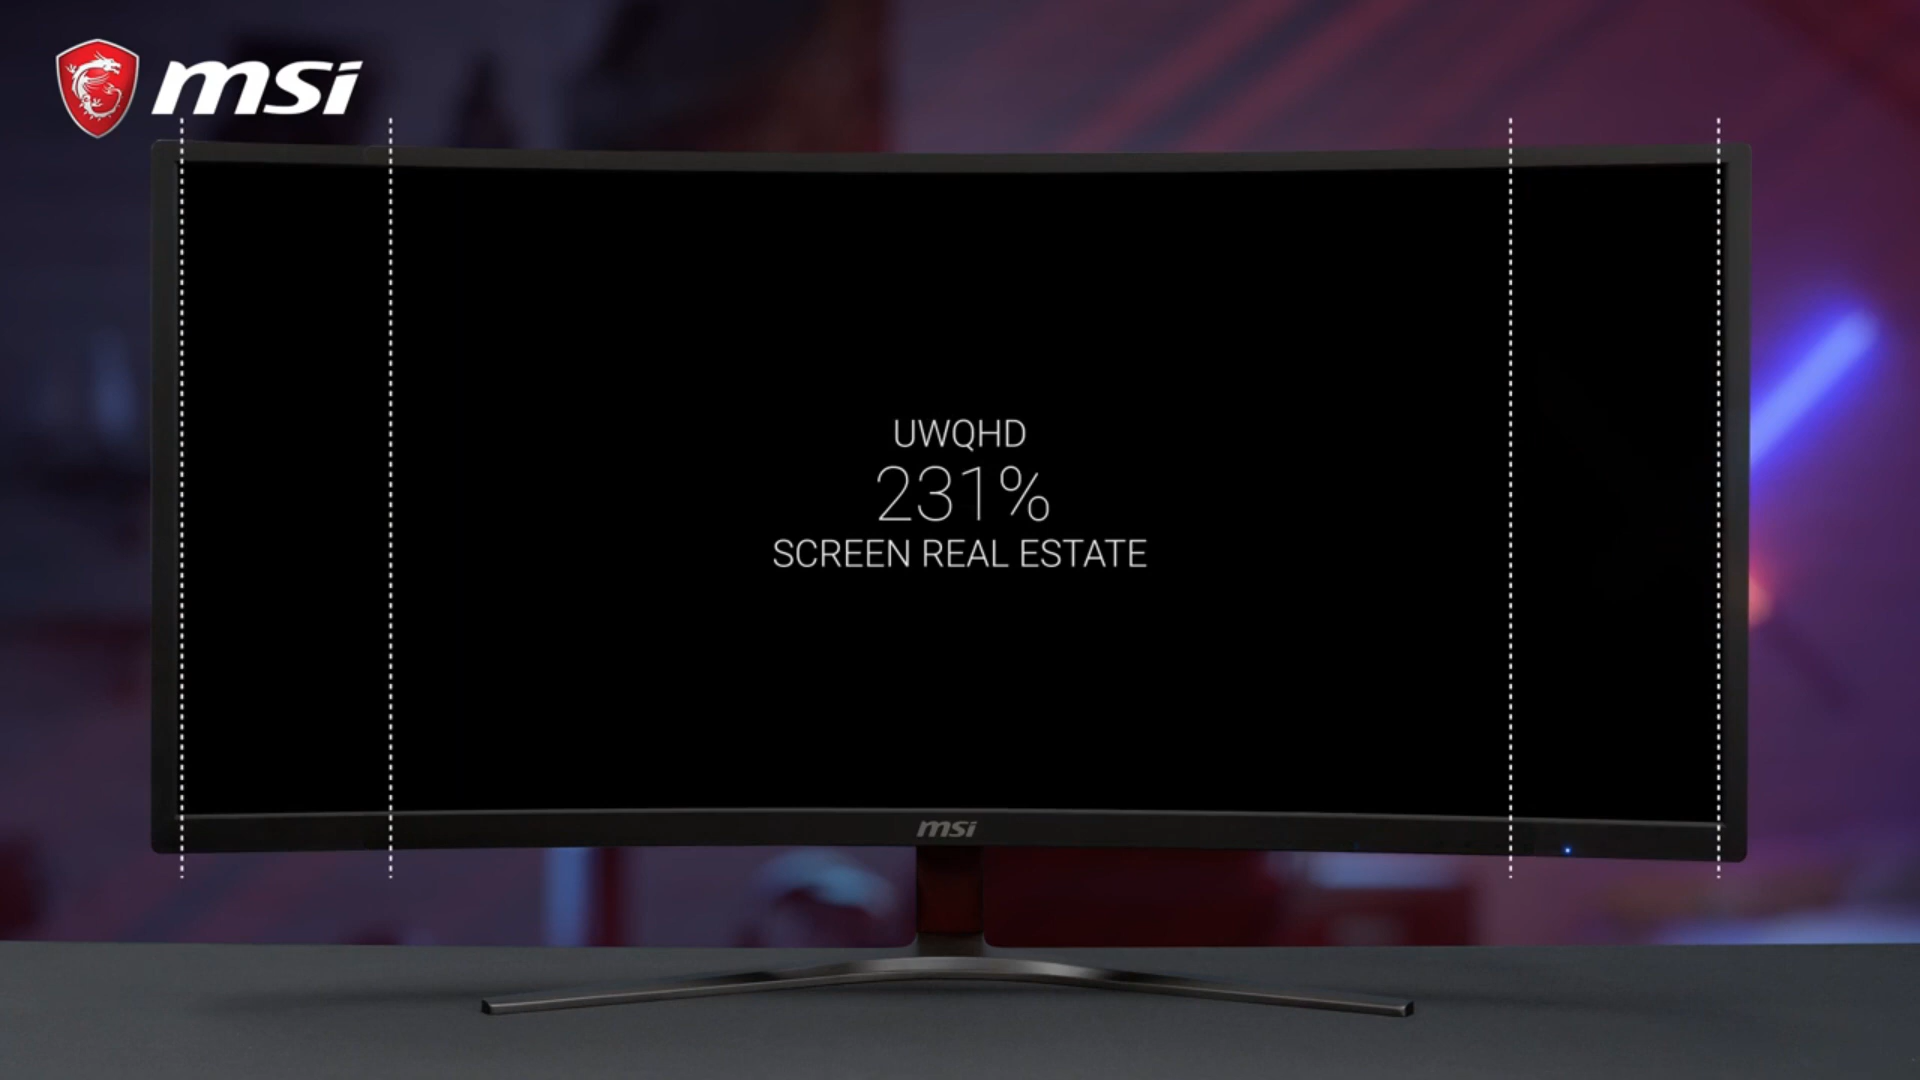 msi
UWQHD
231%
SCREEN REAL ESTATE
msi